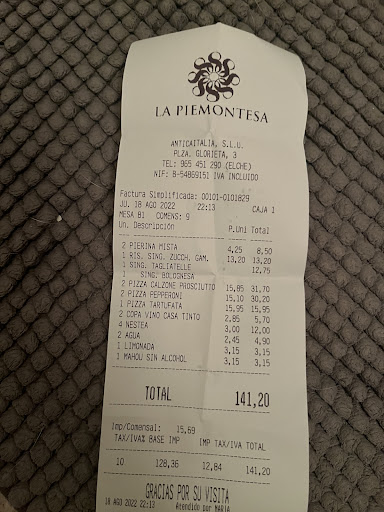 LA PIEMONTESA
ANTICAITALIA, S.L.U.
PLZA. GLORIETA, 3
TEL: 965 451 290 (ELCHE)
NIF: B-54869151 IVA INCLUIDO
Factura Simplificada: 00101-0101829
JU. 18 AGO 2022 22:13 CAJA 1
MESA B1 COMENS: 9
Un. Descripción P.Uni Total
2 PIERINA MISTA 4,25 8,50
1 RIS. SING. ZUCCH. GAM. 13,20 13,20
1 SING. TAGLIATELLE 12,75
1 SING. BOLOGNESA
2 PIZZA CALZONE PROSCIUTTO 15,85 31,70
2 PIZZA PEPPERONI 15,10 30,20
1 PIZZA TARTUFATA 15,95 15,95
2 COPA VINO CASA TINTO 2,85 5,70
4 NESTEA 3,00 12,00
2 AGUA 2,45 4,90
1 LIMONADA 3,15 3,15
1 MAHOU SIN ALCOHOL 3,15 3,15
TOTAL 141,20
Imp/Comensal: 15,69
TAX/IVA% BASE IMP IMP TAX/IVA TOTAL
10 128,36 12,84 141,20
GRACIAS POR SU VISITA
18 AGO 2022 22:13 Atendido por MARIA